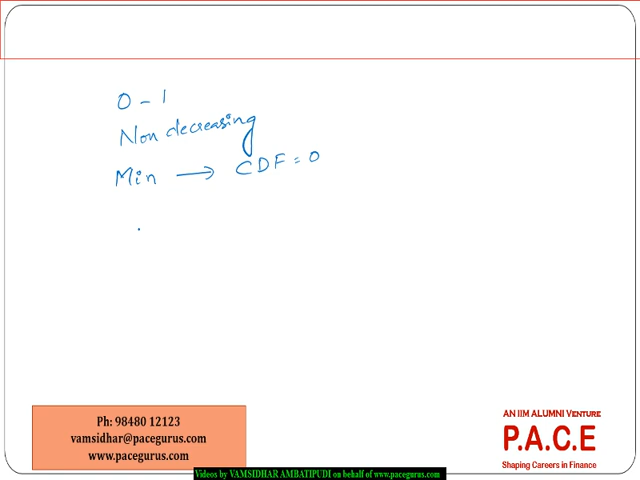 0 - 1
Non decreasing
Min → CDF = 0
Ph: 98480 12123
vamsidhar@pacegurus.com
www.pacegurus.com
AN IIM ALUMNI VENTURE
P.A.C.E
Shaping Careers in Finance
Videos by VAMSIDHAR AMBATIPUDI on behalf of www.pacegurus.com